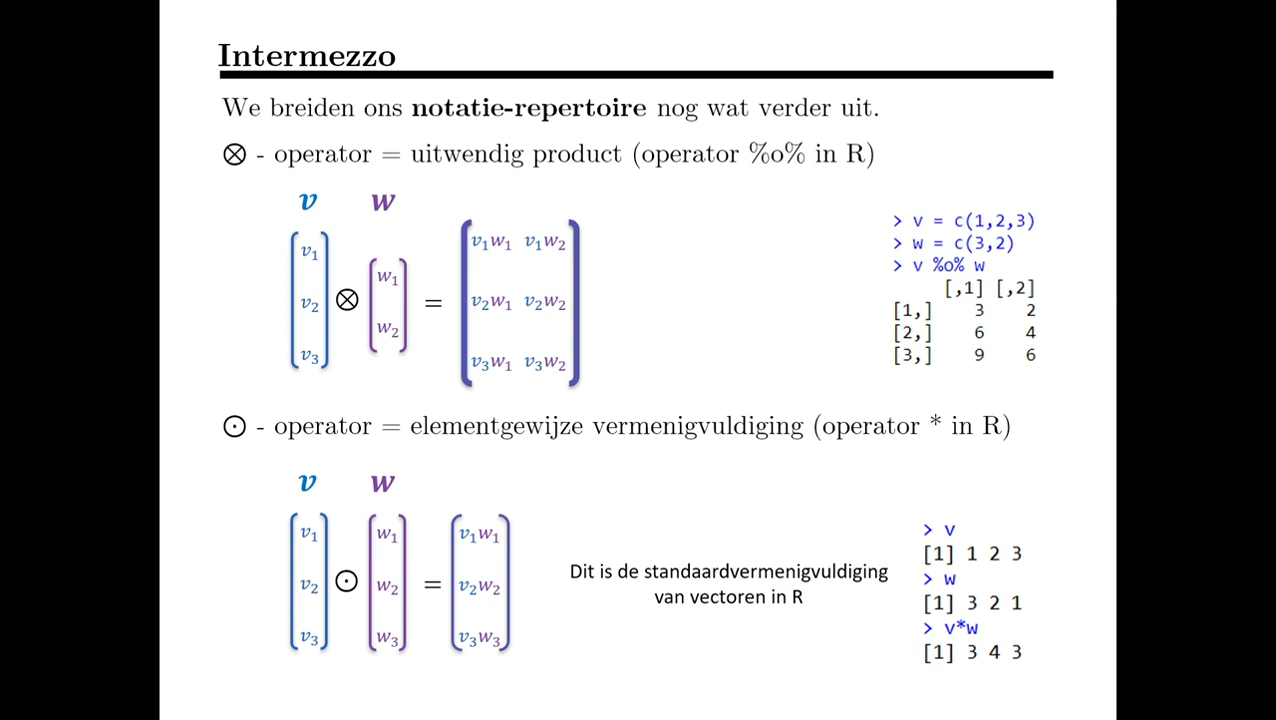 Intermezzo
We breiden ons notatie-repertoire nog wat verder uit.
⊗ - operator = uitwendig product (operator %o% in R)
v w
v₁
v₂
v₃
⊗
w₁
w₂
=
v₁w₁ v₁w₂
v₂w₁ v₂w₂
v₃w₁ v₃w₂
> v = c(1,2,3)
> w = c(3,2)
> v %o% w
[,1] [,2]
[1,] 3 2
[2,] 6 4
[3,] 9 6
⊙ - operator = elementgewijze vermenigvuldiging (operator * in R)
v w
v₁
v₂
v₃
⊙
w₁
w₂
w₃
=
v₁w₁
v₂w₂
v₃w₃
Dit is de standaardvermenigvuldiging
van vectoren in R
> v
[1] 1 2 3
> w
[1] 3 2 1
> v*w
[1] 3 4 3